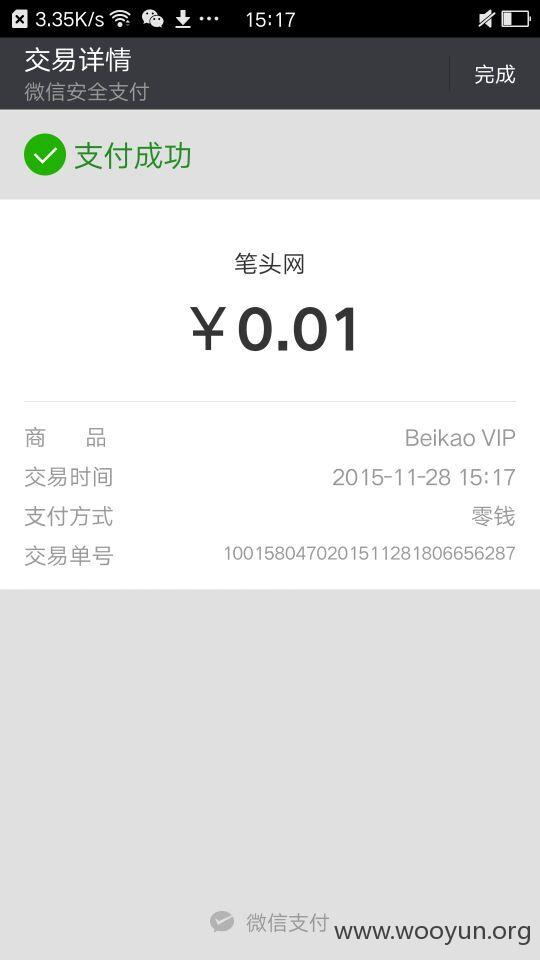 3.35K/s 15:17
交易详情
微信安全支付
完成
支付成功
笔头网
￥0.01
商 品 Beikao VIP
交易时间 2015-11-28 15:17
支付方式 零钱
交易单号 1001580470201511281806656287
微信支付
www.wooyun.org